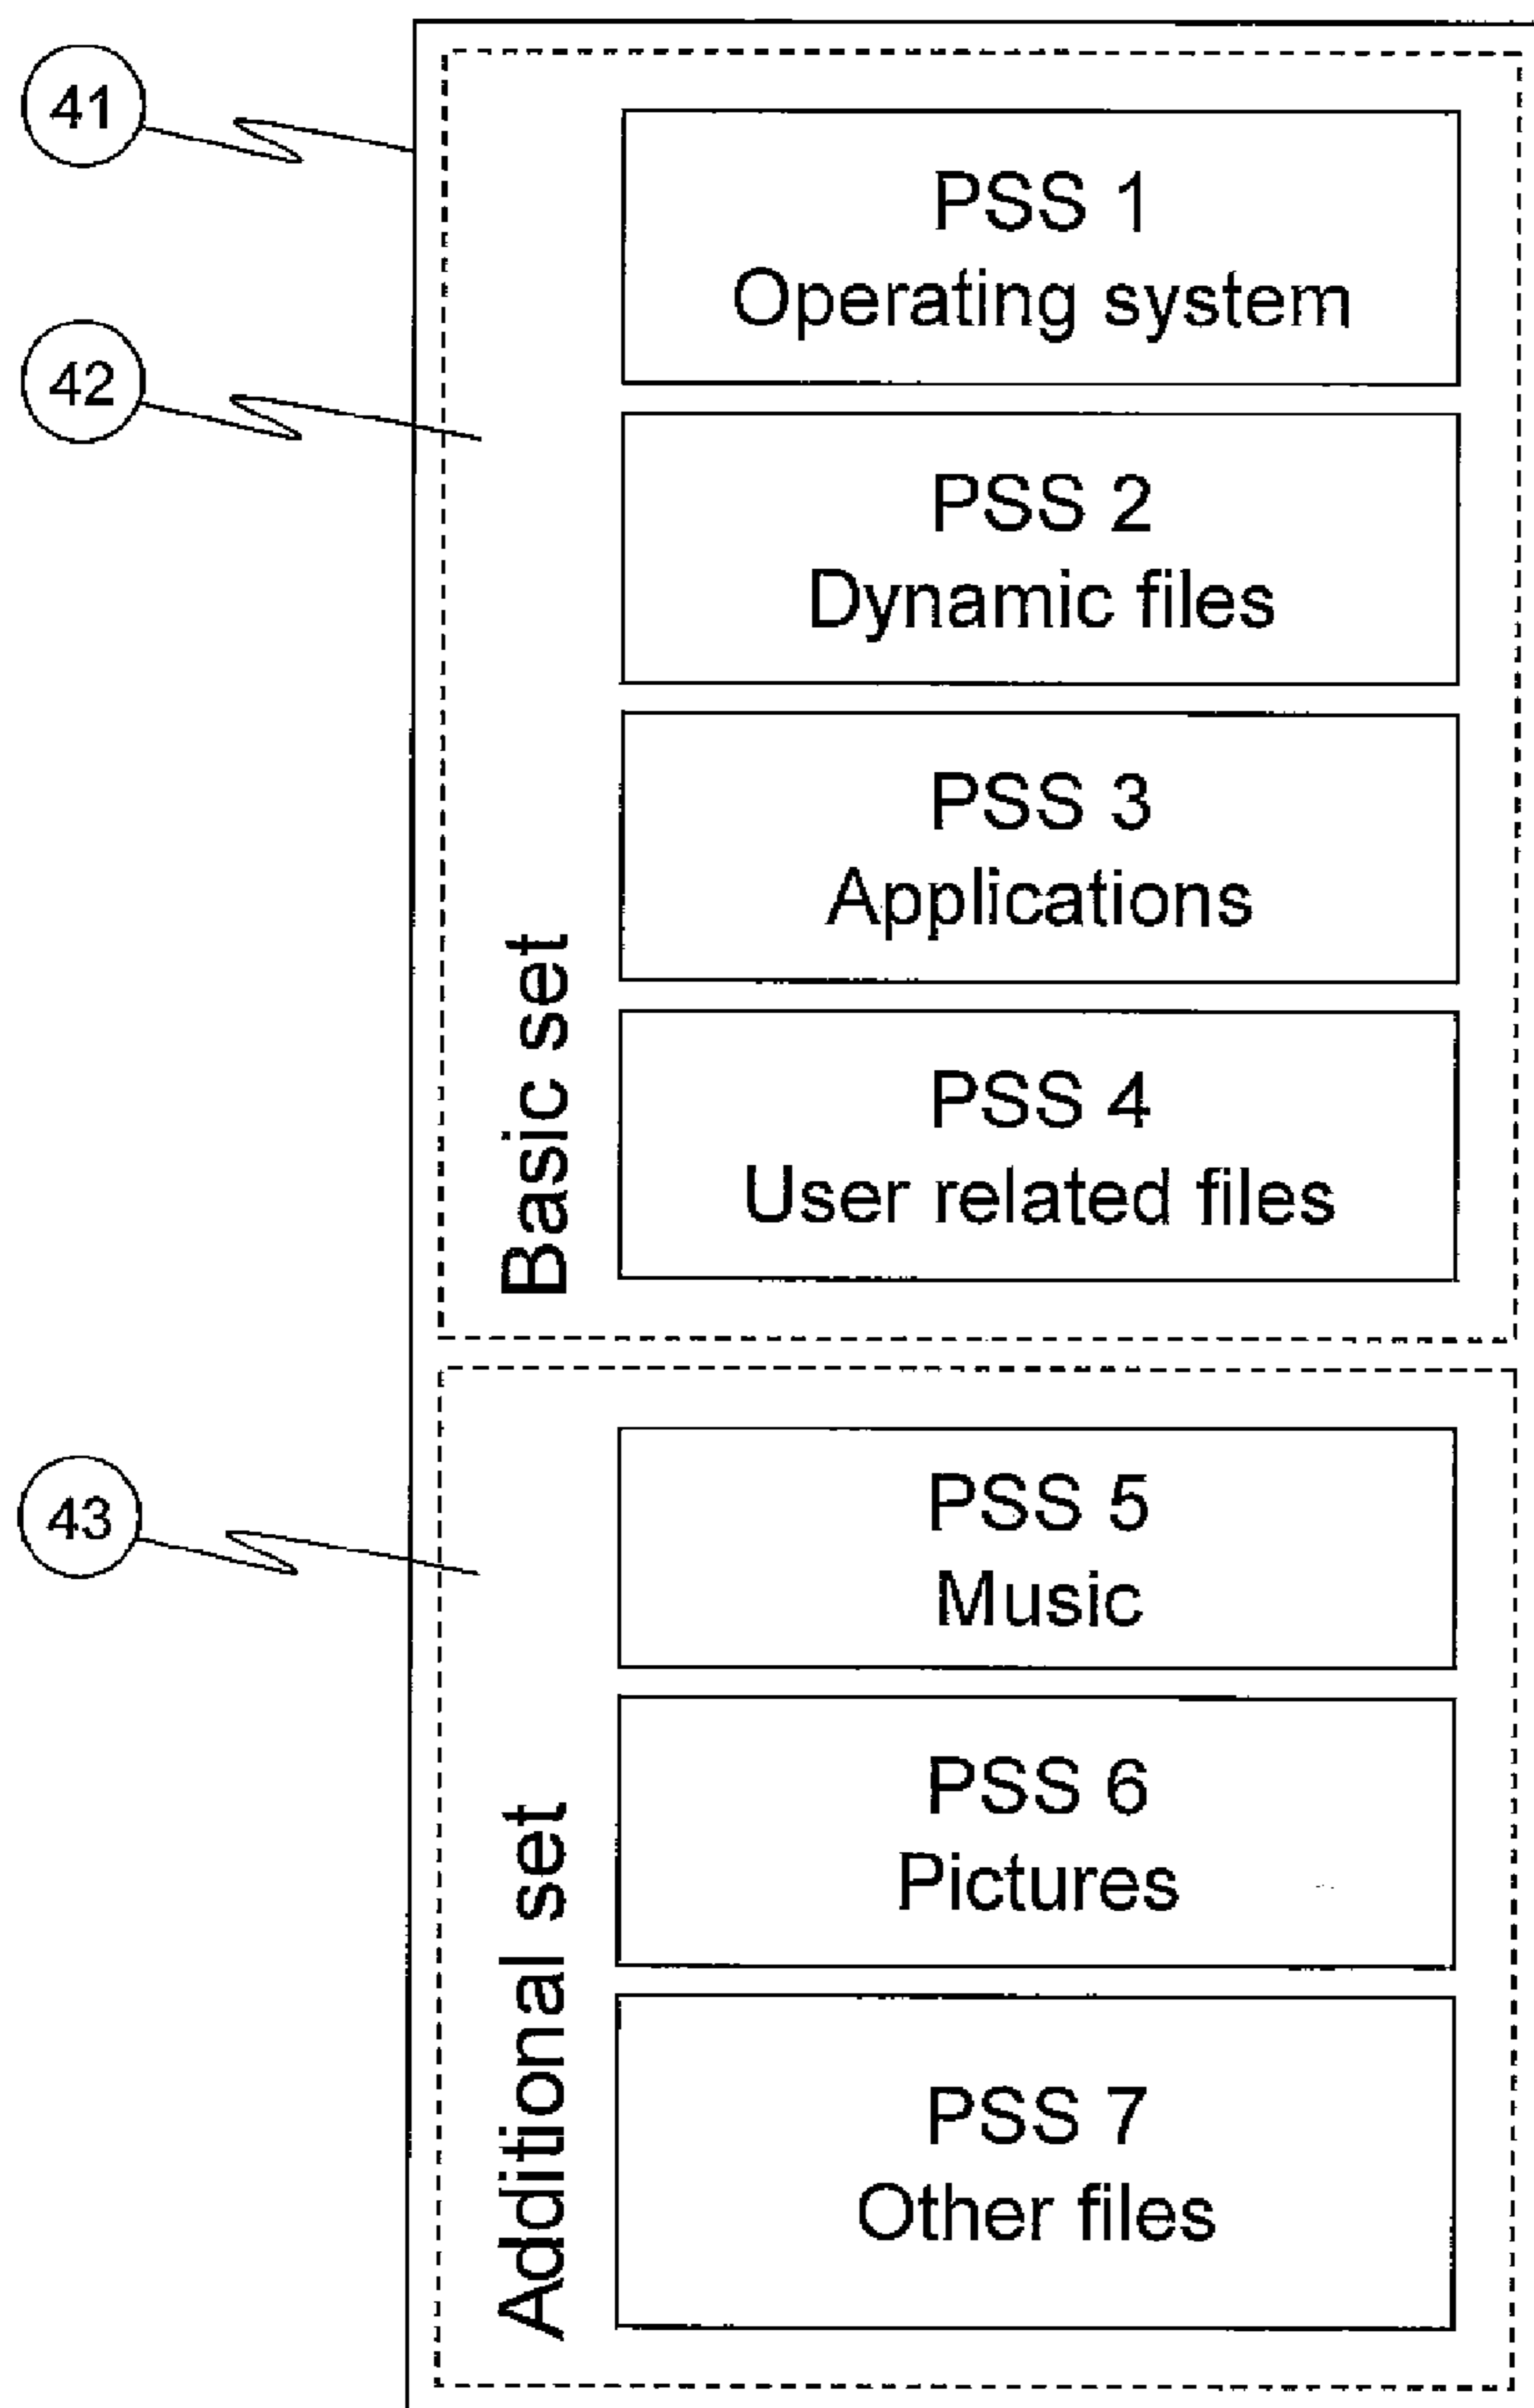 41
PSS 1
Operating system
42
PSS 2
Dynamic files
PSS 3
Applications
Basic set
PSS 4
User related files
43
PSS 5
Music
PSS 6
Pictures
Additional set
PSS 7
Other files